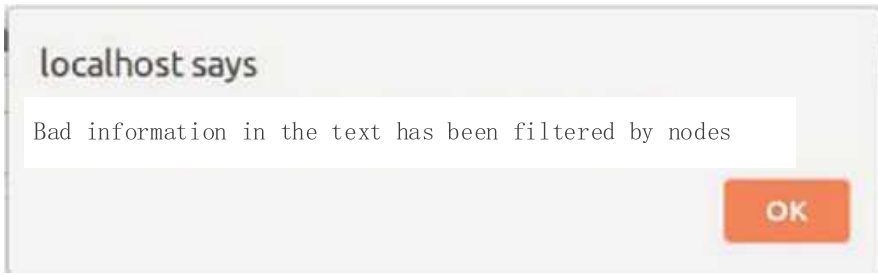 localhost says
Bad information in the text has been filtered by nodes
OK